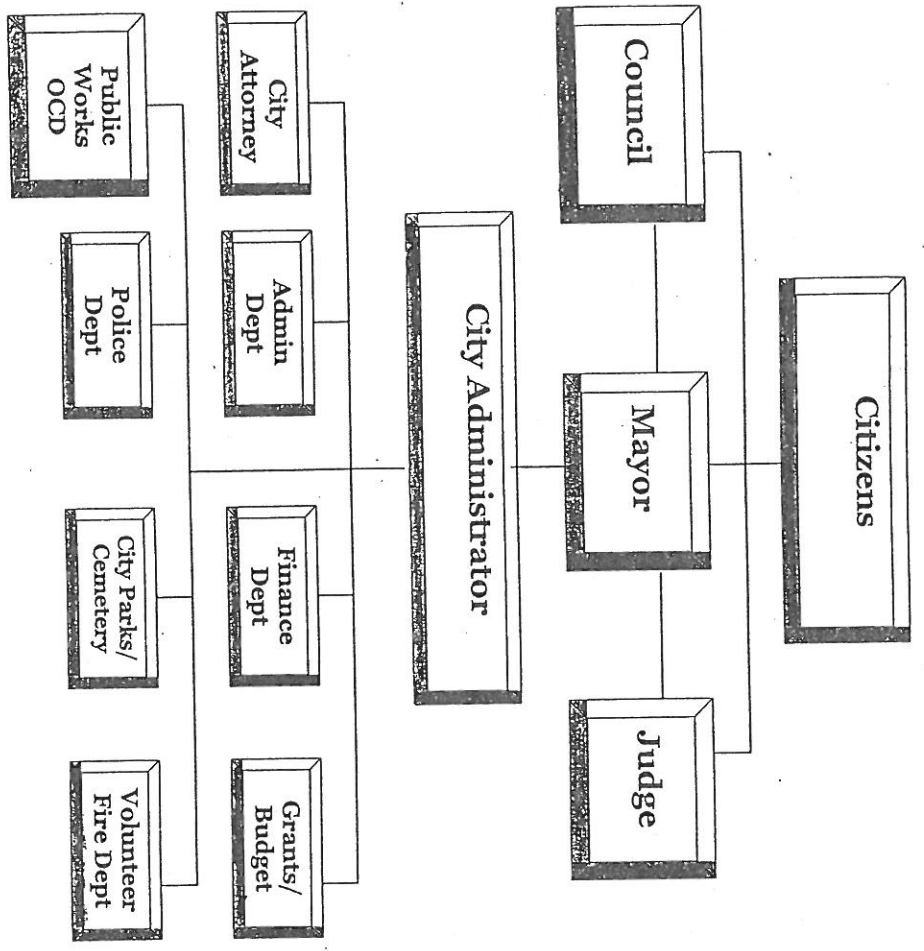 Citizens
Council
Mayor
Judge
City Administrator
City
Attorney
Admin
Dept
Finance
Dept
Grants/
Budget
Public
Works
OCD
Police
Dept
City Parks/
Cemetery
Volunteer
Fire Dept